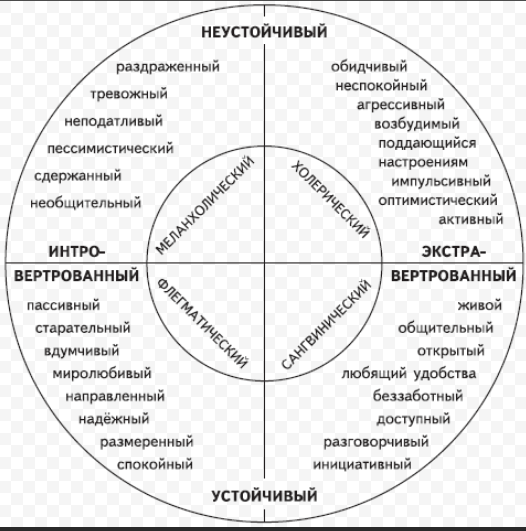 НЕУСТОЙЧИВЫЙ
раздраженный
тревожный
неподатливый
пессимистический
сдержанный
необщительный
обидчивый
неспокойный
агрессивный
возбудимый
поддающийся
настроениям
импульсивный
оптимистический
активный
МЕЛАНХОЛИЧЕСКИЙ
ХОЛЕРИЧЕСКИЙ
ИНТРО-
ВЕРТРОВАННЫЙ
ЭКСТРА-
ВЕРТРОВАННЫЙ
ФЛЕГМАТИЧЕСКИЙ
САНГВИНИЧЕСКИЙ
пассивный
старательный
вдумчивый
миролюбивый
направленный
надёжный
размеренный
спокойный
живой
общительный
открытый
любящий удобства
беззаботный
доступный
разговорчивый
инициативный
УСТОЙЧИВЫЙ